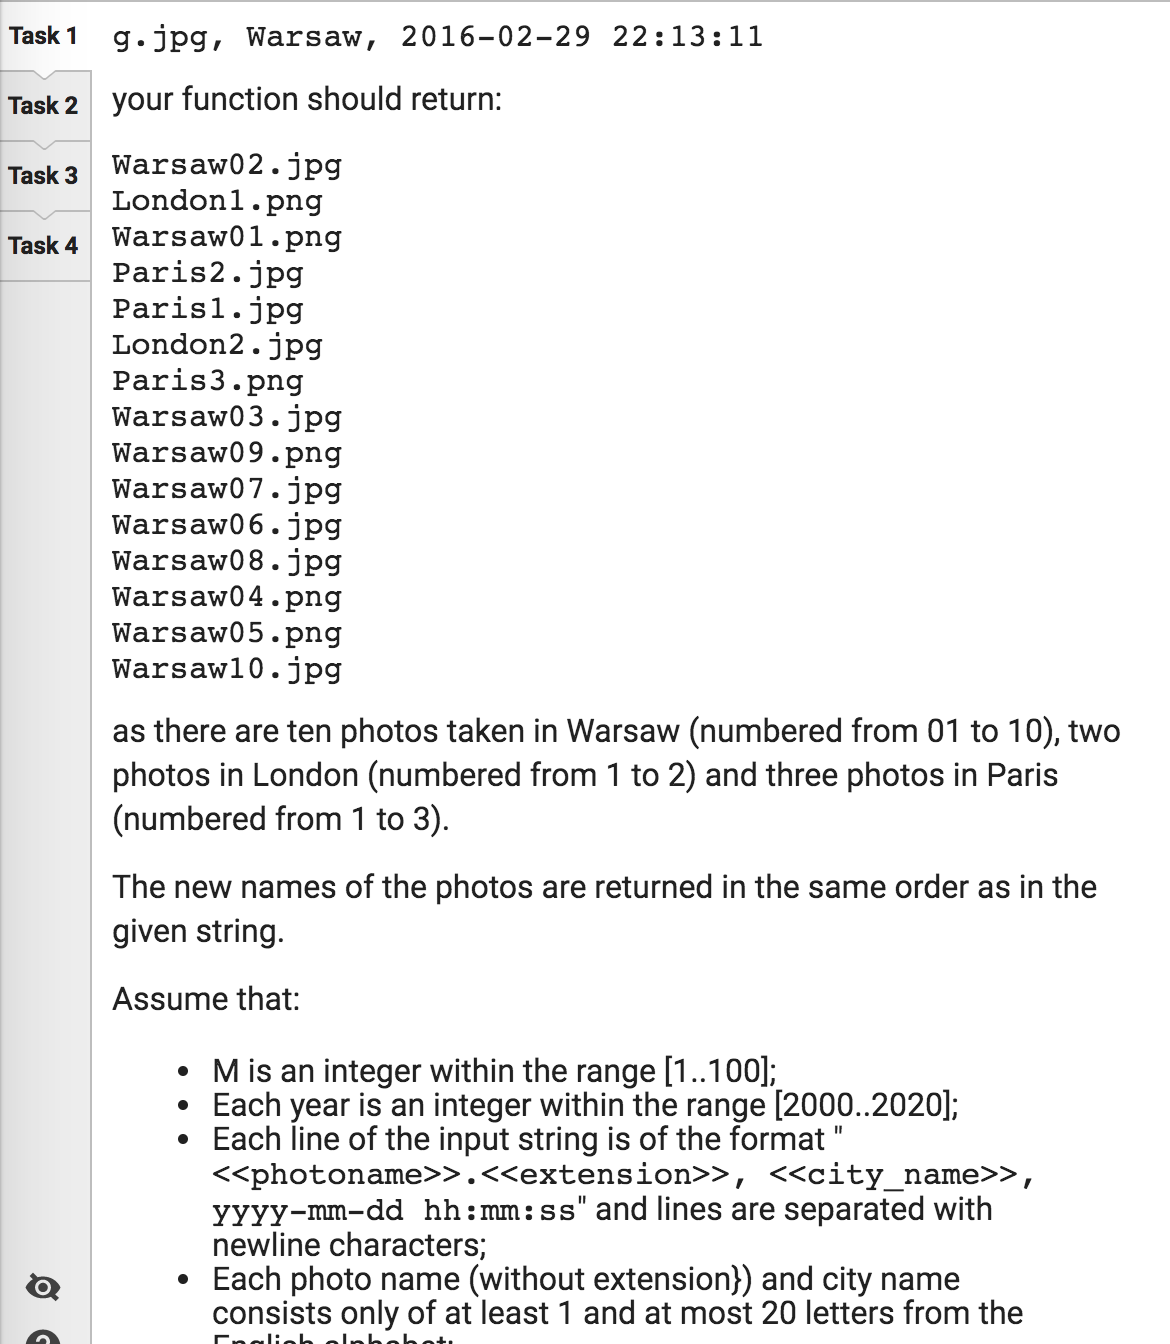 Task 1
Task 2
Task 3
Task 4
g.jpg, Warsaw, 2016-02-29 22:13:11
your function should return:
Warsaw02.jpg
London1.png
Warsaw01.png
Paris2.jpg
Paris1.jpg
London2.jpg
Paris3.png
Warsaw03.jpg
Warsaw09.png
Warsaw07.jpg
Warsaw06.jpg
Warsaw08.jpg
Warsaw04.png
Warsaw05.png
Warsaw10.jpg
as there are ten photos taken in Warsaw (numbered from 01 to 10), two
photos in London (numbered from 1 to 2) and three photos in Paris
(numbered from 1 to 3).
The new names of the photos are returned in the same order as in the
given string.
Assume that:
• M is an integer within the range [1..100];
• Each year is an integer within the range [2000..2020];
• Each line of the input string is of the format "
<<photoname>>.<<extension>>, <<city_name>>,
yyyy-mm-dd hh:mm:ss" and lines are separated with
newline characters;
• Each photo name (without extension}) and city name
consists only of at least 1 and at most 20 letters from the
English alphabet;